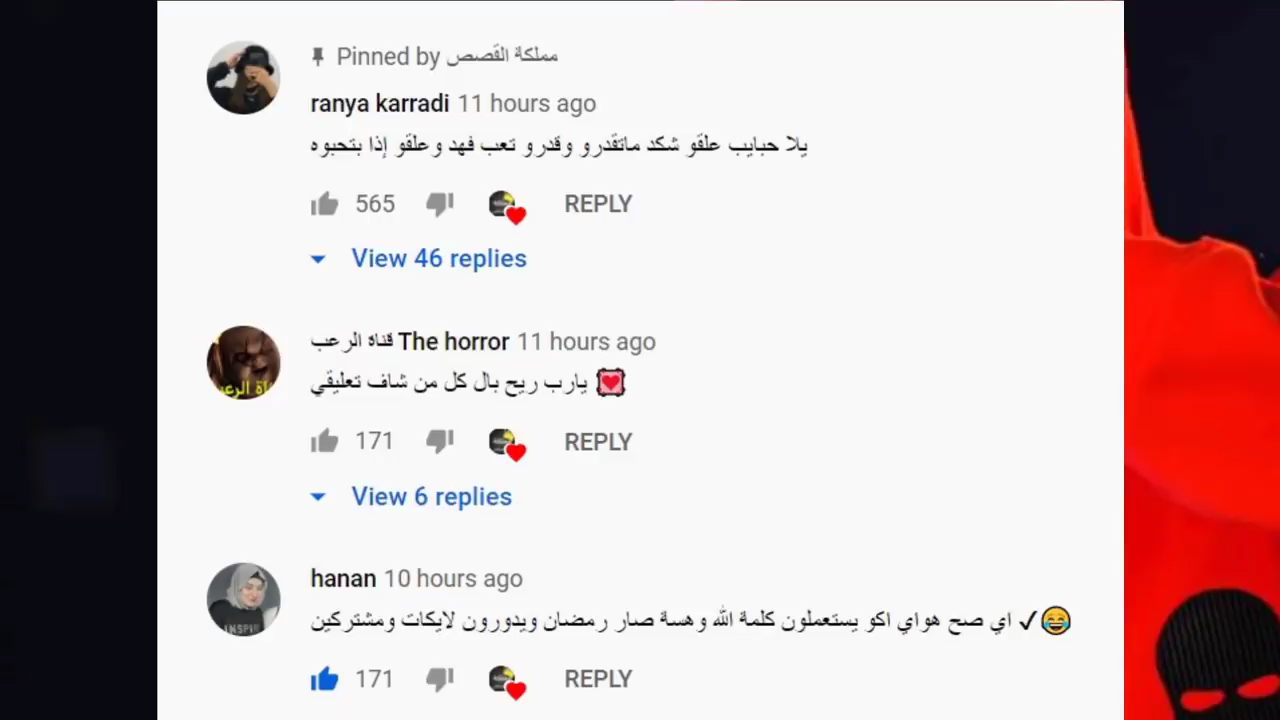 Pinned by مملكة القصص
ranya karradi 11 hours ago
يلا حبايب علقو شكد ماتقدرو وقدرو تعب فهد وعلقو إذا بتحبوه
565 REPLY
View 46 replies
قناه الرعب The horror 11 hours ago
يارب ريح بال كل من شاف تعليقي 💟
171 REPLY
View 6 replies
hanan 10 hours ago
اي صح هواي اكو يستعملون كلمة الله وهسة صار رمضان ويدورون لايكات ومشتركين ✓😂
171 REPLY